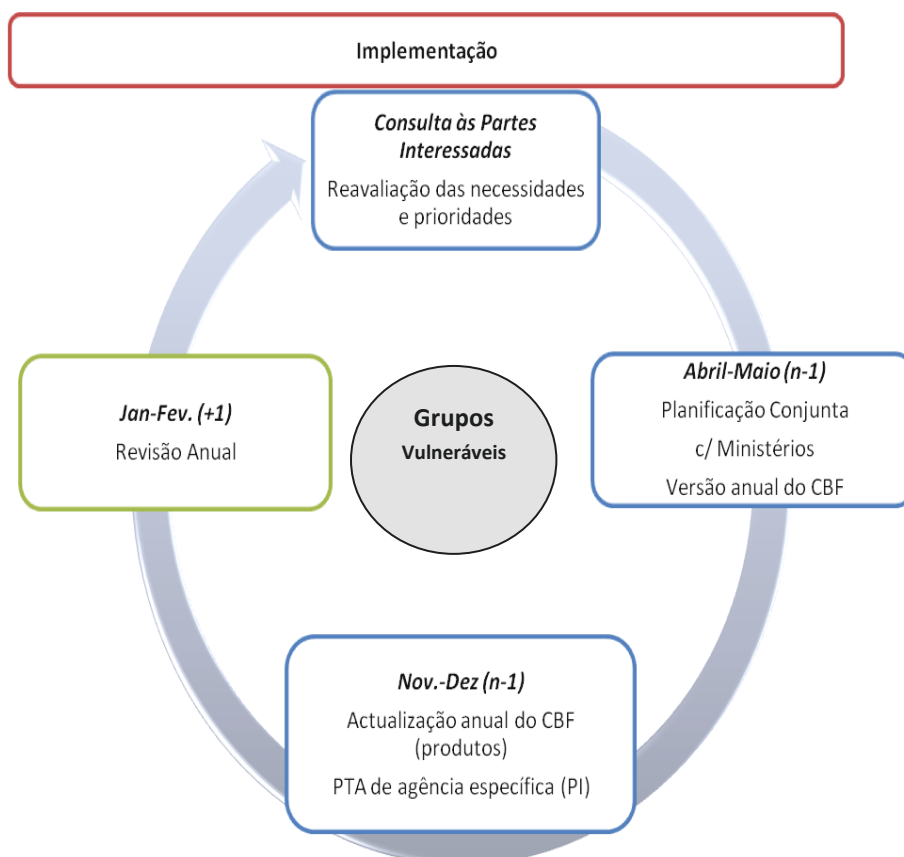 Implementação
Consulta às Partes
Interessadas
Reavaliação das necessidades
e prioridades
Abril-Maio (n-1)
Planificação Conjunta
c/ Ministérios
Versão anual do CBF
Jan-Fev. (+1)
Revisão Anual
Grupos
Vulneráveis
Nov.-Dez (n-1)
Actualização anual do CBF
(produtos)
PTA de agência específica (PI)